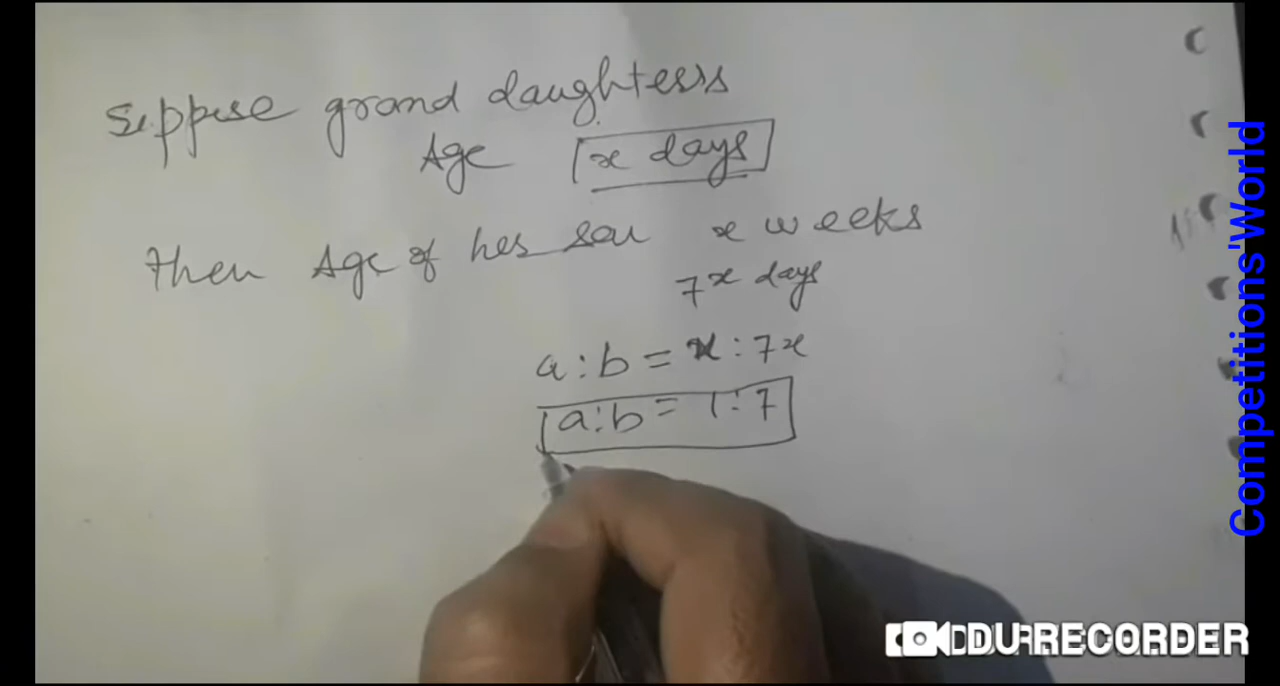 Suppose grand daughters
Age x days
then Age of hes son x weeks
7x days
a:b = x:7x
a:b = 1:7
Competitions'World
DU RECORDER